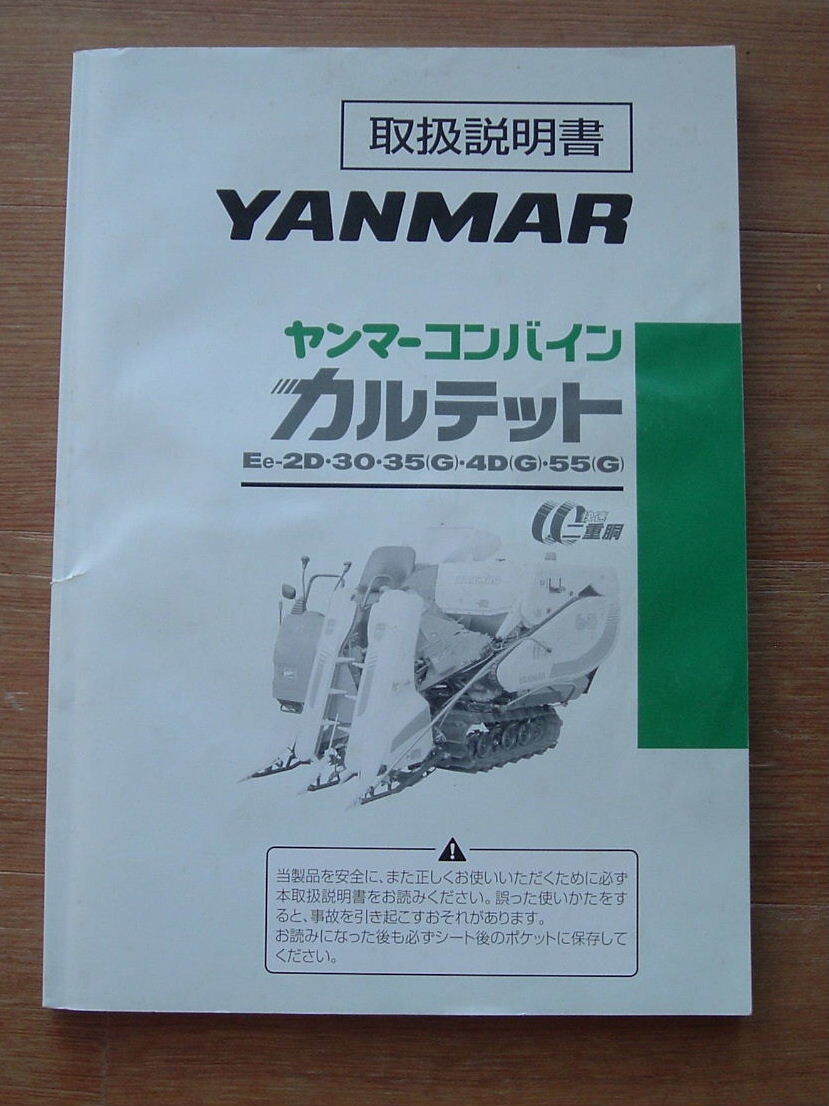 取扱説明書
YANMAR
ヤンマーコンバイン
カルテット
Ee-2D・30・35(G)・4D(G)・55(G)
快速
二重胴
YANMAR
当製品を安全に、また正しくお使いいただくために必ず
本取扱説明書をお読みください。誤った使いかたをす
ると、事故を引き起こすおそれがあります。
お読みになった後も必ずシート後のポケットに保存して
ください。